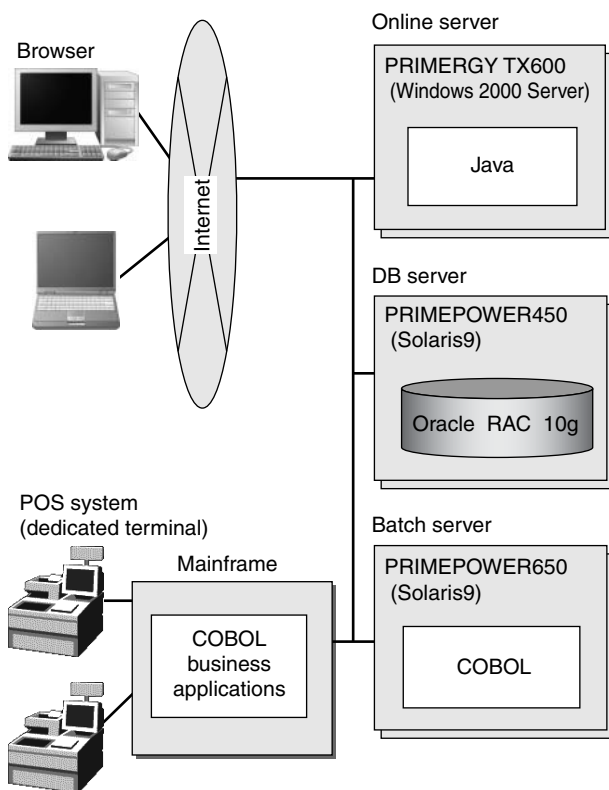 Browser
Internet
Online server
PRIMERGY TX600
(Windows 2000 Server)
Java
DB server
PRIMEPOWER450
(Solaris9)
Oracle RAC 10g
POS system
(dedicated terminal)
Mainframe
COBOL
business
applications
Batch server
PRIMEPOWER650
(Solaris9)
COBOL